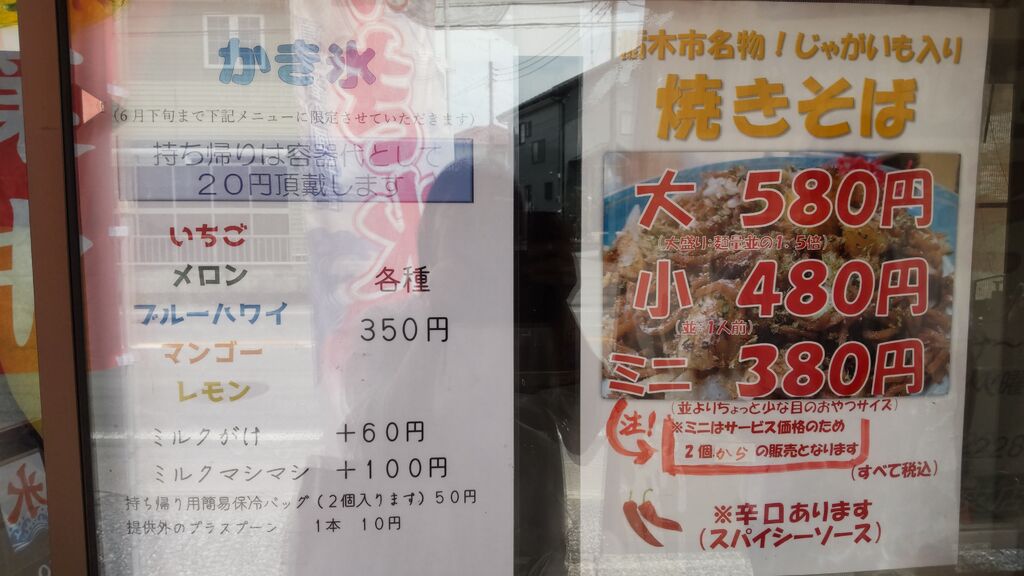 かき氷
(6月下旬まで下記メニューに限定させていただきます)
持ち帰りは容器代として
20円頂戴します
いちご
メロン
ブルーハワイ
マンゴー
レモン
各種
350円
ミルクがけ +60円
ミルクマシマシ +100円
持ち帰り用簡易保冷バッグ(2個入ります)50円
提供外のプラスプーン 1本 10円
氷
栃木市名物!じゃがいも入り
焼きそば
大 580円
(大盛り・麺量並の1.5倍)
小 480円
(並・1人前)
ミニ 380円
(並よりちょっと少な目のおやつサイズ)
注!
※ミニはサービス価格のため
2個から の販売となります
(すべて税込)
※辛口あります
(スパイシーソース)